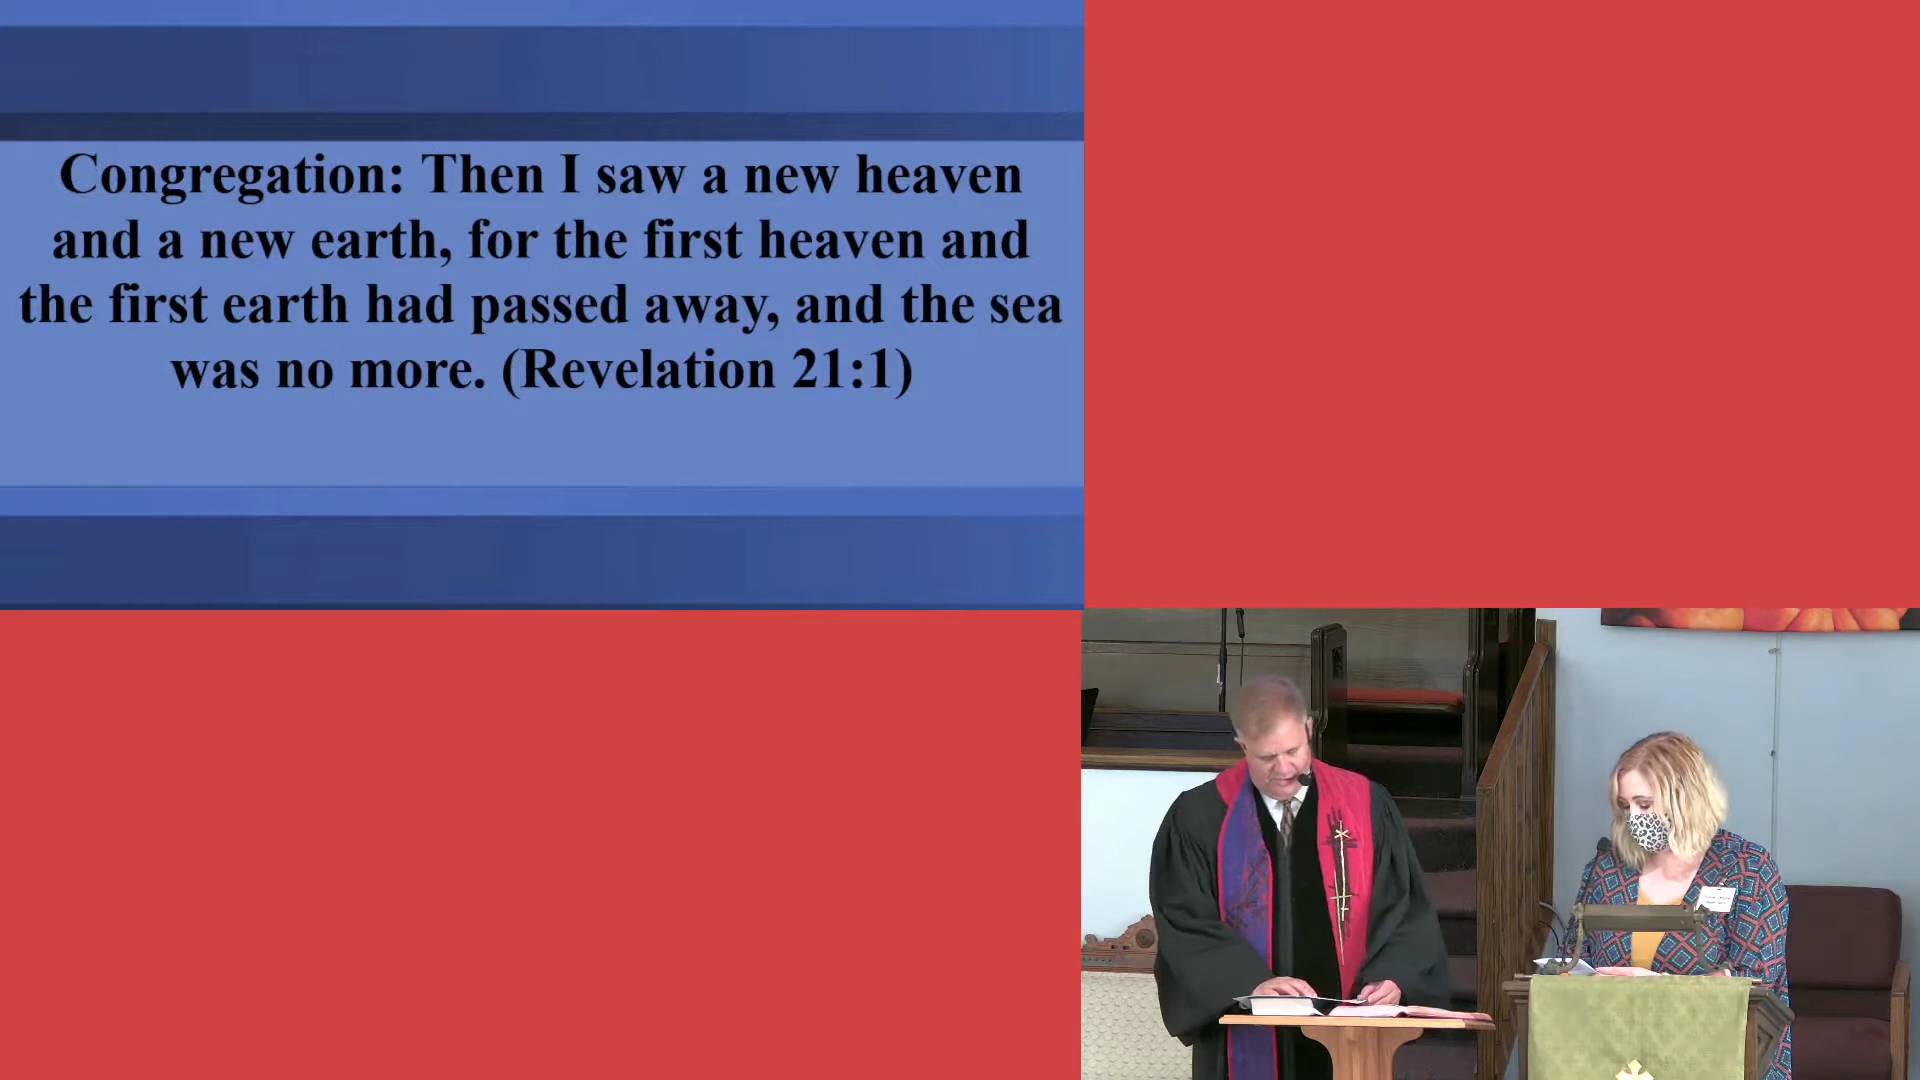 Congregation: Then I saw a new heaven
and a new earth, for the first heaven and
the first earth had passed away, and the sea
was no more. (Revelation 21:1)